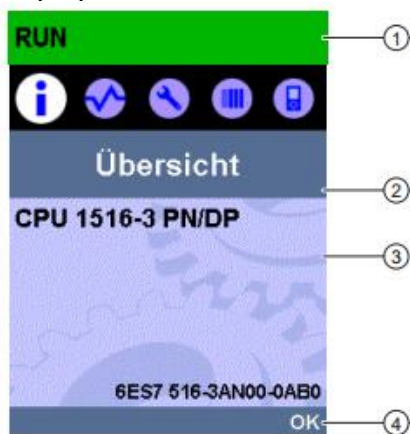 RUN
1
Übersicht
2
CPU 1516-3 PN/DP
3
6ES7 516-3AN00-0AB0
OK
4